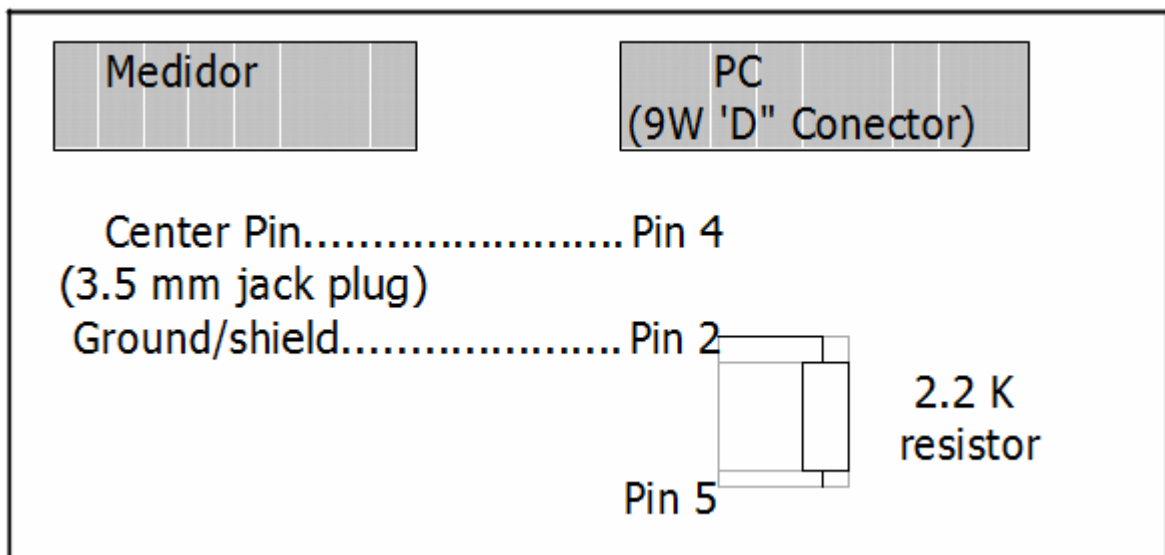 Medidor
PC
(9W 'D" Conector)
Center Pin........................ Pin 4
(3.5 mm jack plug)
Ground/shield...................... Pin 2
2.2 K
resistor
Pin 5